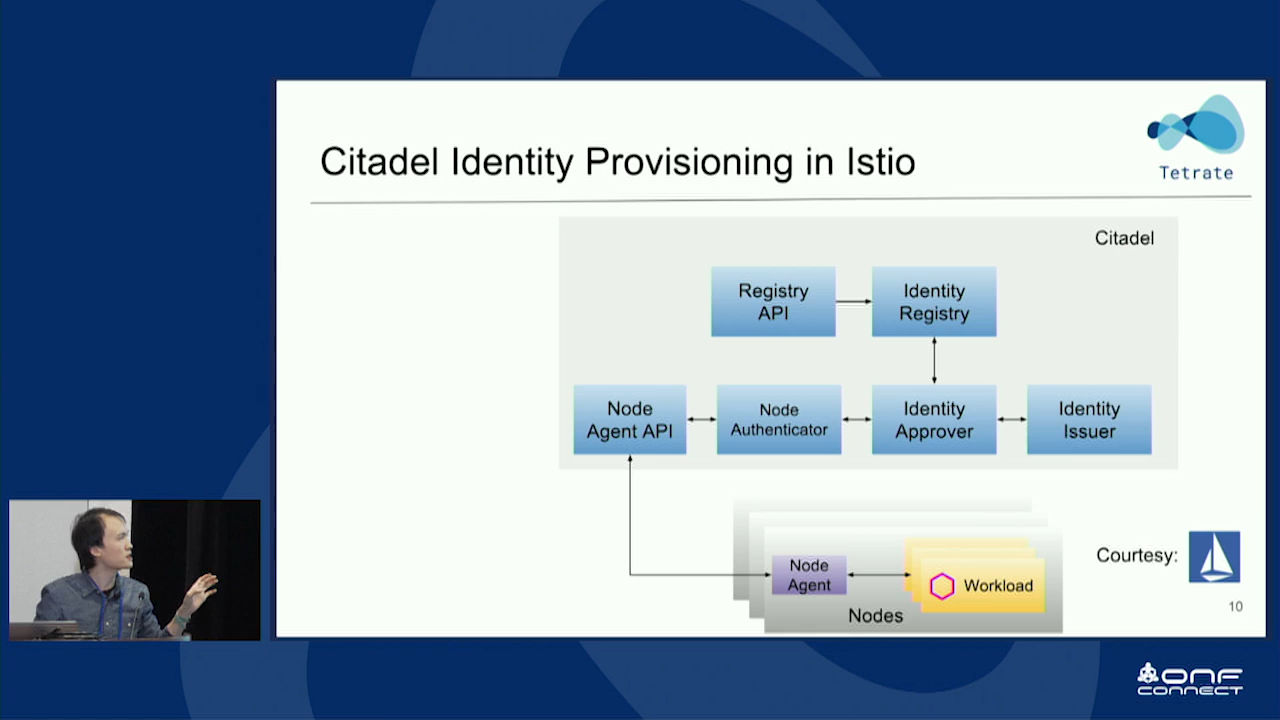 Citadel Identity Provisioning in Istio
Tetrate
Citadel
Registry
API
Identity
Registry
Node
Agent API
Node
Authenticator
Identity
Approver
Identity
Issuer
Node
Agent
Workload
Nodes
Courtesy:
10
ONF
CONNECT